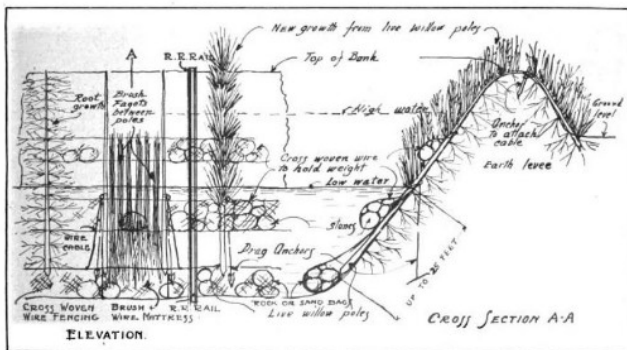 New growth from live willow poles
A
R.R. RAIL
Top of Bank
Root growth
Brush
Fagots
between
poles
High water
Anchor
To attach
cable
Ground
level
Cross woven wire
to hold weight
Earth levee
Low water
stones
WIRE
CABLE
Drag Anchors
UP TO 25 FEET
CROSS WOVEN
WIRE FENCING
BRUSH +
WIRE MATTRESS
R.R. RAIL
ROCK OR SAND BAGS
Live willow poles
ELEVATION.
CROSS SECTION A-A